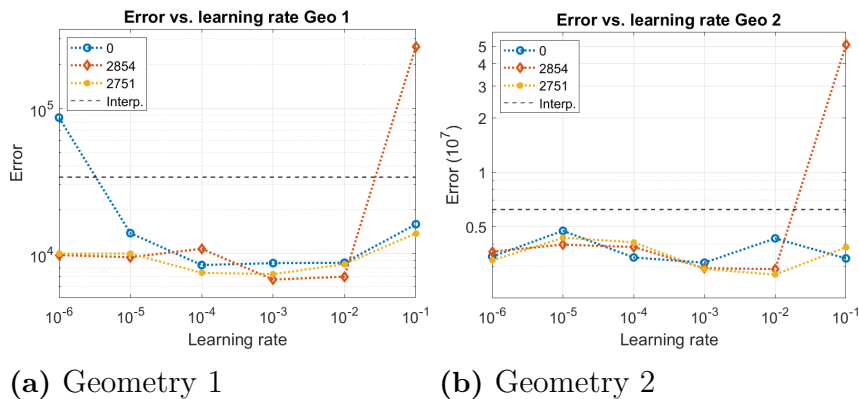 Error vs. learning rate Geo 1
0
2854
2751
Interp.
10^5
10^4
Error
10^-6 10^-5 10^-4 10^-3 10^-2 10^-1
Learning rate
(a) Geometry 1
Error vs. learning rate Geo 2
0
2854
2751
Interp.
5
4
3
2
1
0.5
Error (10^7)
10^-6 10^-5 10^-4 10^-3 10^-2 10^-1
Learning rate
(b) Geometry 2